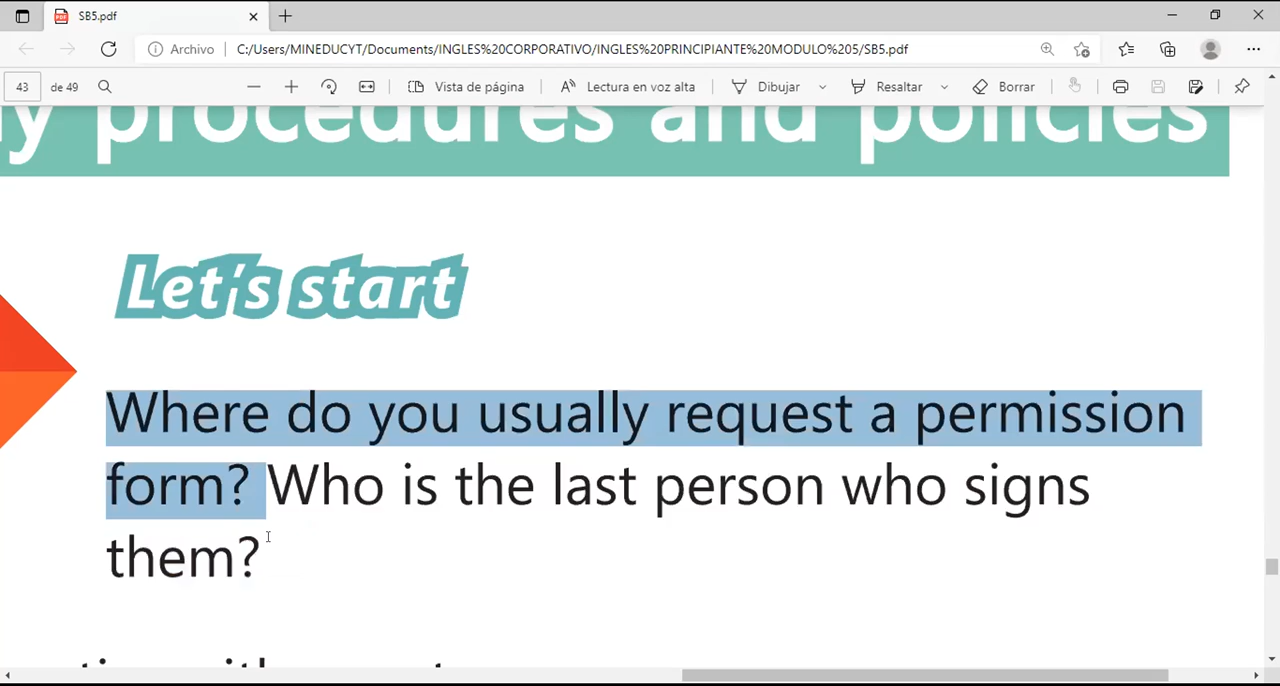 SB5.pdf
Archivo C:/Users/MINEDUCYT/Documents/INGLES%20CORPORATIVO/INGLES%20PRINCIPIANTE%20MODULO%205/SB5.pdf
43 de 49 Vista de página Lectura en voz alta Dibujar Resaltar Borrar
procedures and policies
Let's start
Where do you usually request a permission
form? Who is the last person who signs
them?